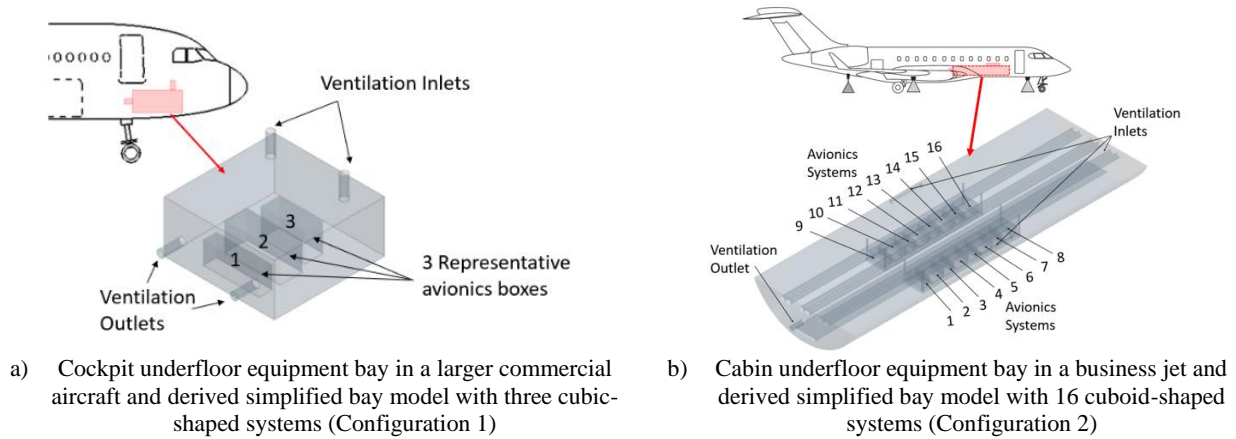 Ventilation Inlets
1
2
3
3 Representative
avionics boxes
Ventilation
Outlets
a) Cockpit underfloor equipment bay in a larger commercial
aircraft and derived simplified bay model with three cubic-
shaped systems (Configuration 1)
Ventilation
Inlets
Avionics
Systems
16
15
14
13
12
11
10
9
Ventilation
Outlet
8
7
6
5
4
3
2
1
Avionics
Systems
b) Cabin underfloor equipment bay in a business jet and
derived simplified bay model with 16 cuboid-shaped
systems (Configuration 2)